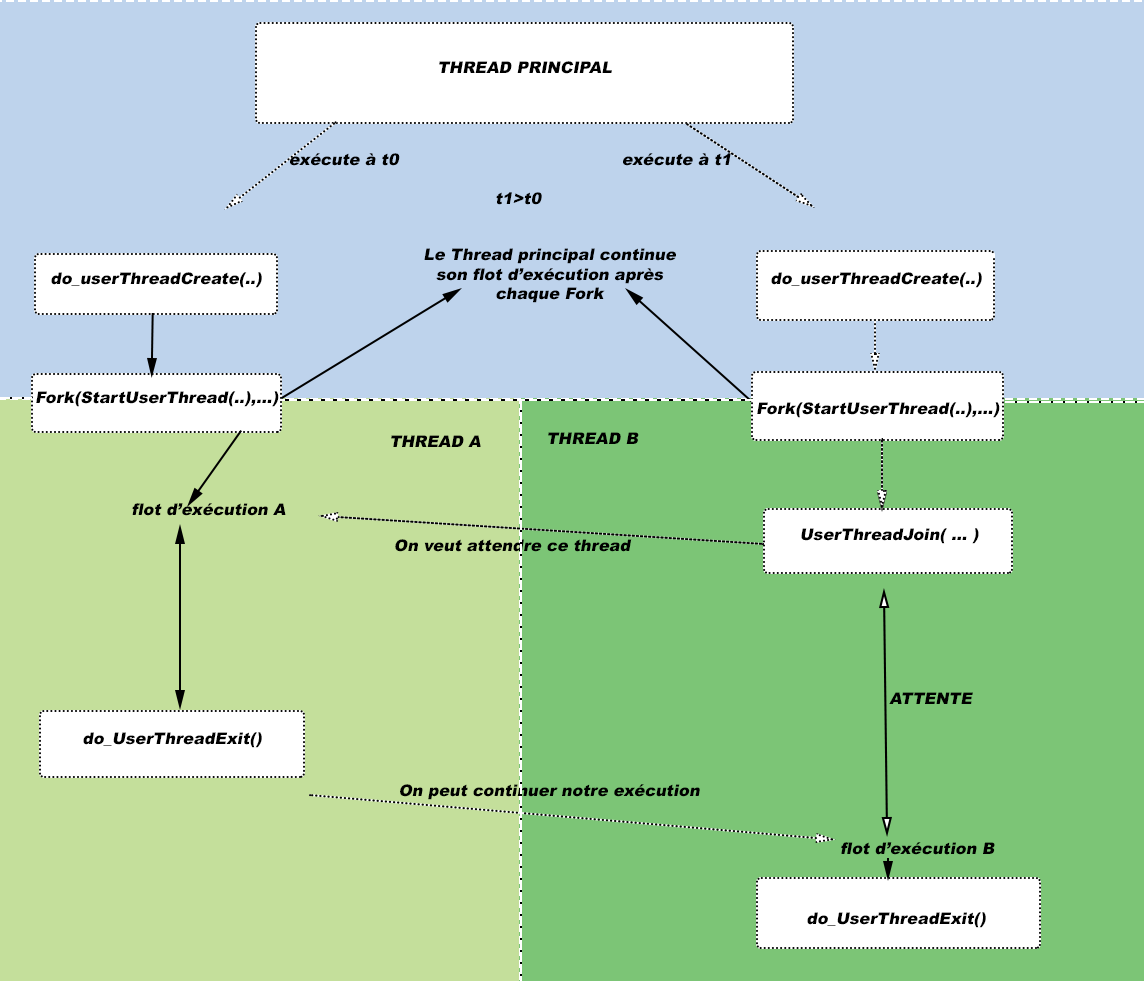 THREAD PRINCIPAL
exécute à t0
exécute à t1
t1>t0
Le Thread principal continue
son flot d'exécution après
chaque Fork
do_userThreadCreate(..)
do_userThreadCreate(..)
Fork(StartUserThread(..),...)
Fork(StartUserThread(..),...)
THREAD A
THREAD B
flot d'exécution A
UserThreadJoin( ... )
On veut attendre ce thread
ATTENTE
do_UserThreadExit()
On peut continuer notre exécution
flot d'exécution B
do_UserThreadExit()